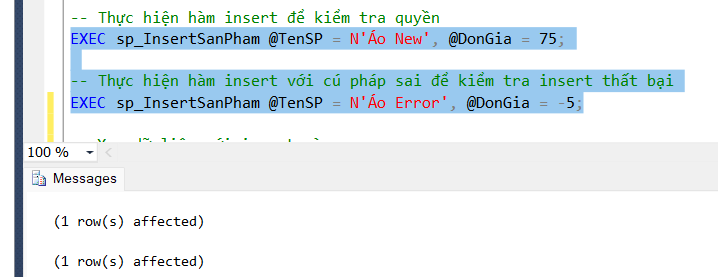 -- Thực hiện hàm insert để kiểm tra quyền
EXEC sp_InsertSanPham @TenSP = N'Áo New', @DonGia = 75;
-- Thực hiện hàm insert với cú pháp sai để kiểm tra insert thất bại
EXEC sp_InsertSanPham @TenSP = N'Áo Error', @DonGia = -5;
100 %
Messages
(1 row(s) affected)
(1 row(s) affected)